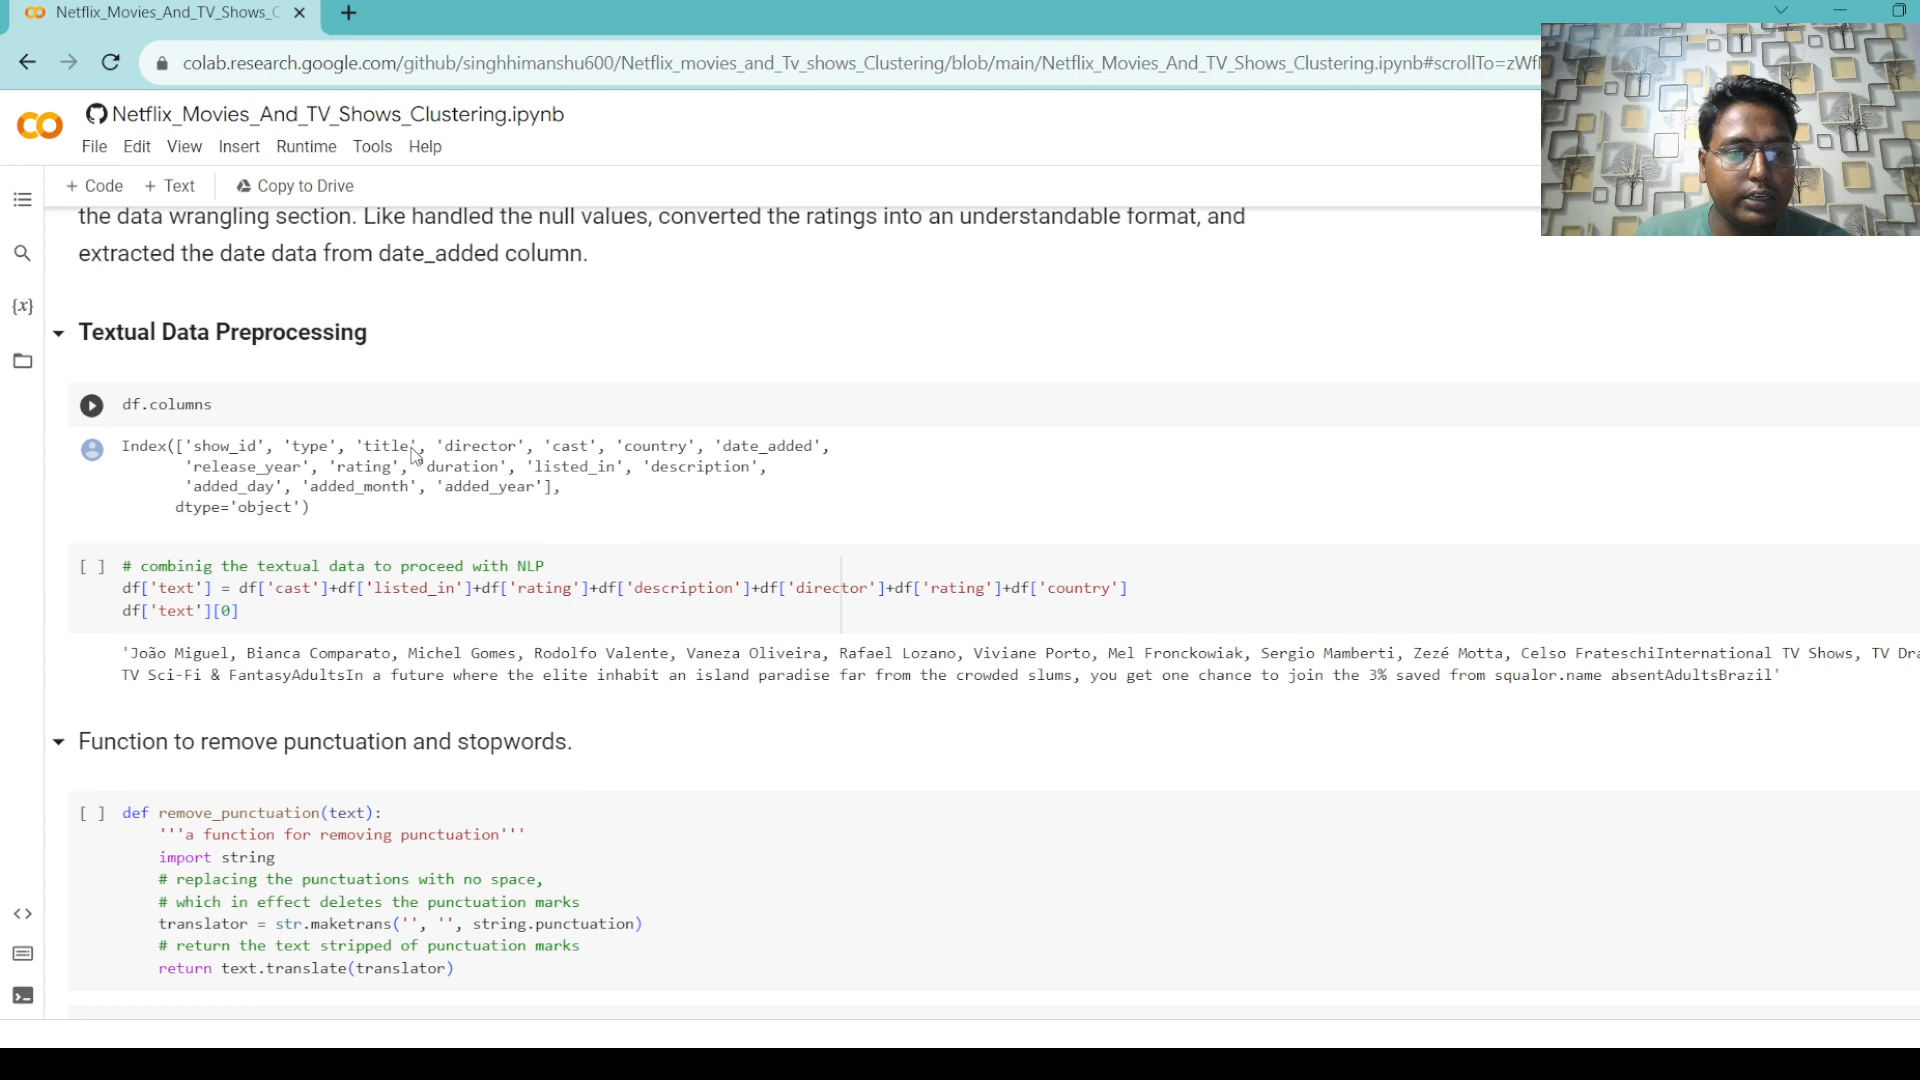 Netflix_Movies_And_TV_Shows_C
colab.research.google.com/github/singhhimanshu600/Netflix_movies_and_Tv_shows_Clustering/blob/main/Netflix_Movies_And_TV_Shows_Clustering.ipynb#scrollTo=zWf
Netflix_Movies_And_TV_Shows_Clustering.ipynb
File Edit View Insert Runtime Tools Help
+ Code + Text Copy to Drive
the data wrangling section. Like handled the null values, converted the ratings into an understandable format, and
extracted the date data from date_added column.
Textual Data Preprocessing
df.columns
Index(['show_id', 'type', 'title', 'director', 'cast', 'country', 'date_added',
'release_year', 'rating', 'duration', 'listed_in', 'description',
'added_day', 'added_month', 'added_year'],
dtype='object')
[ ] # combinig the textual data to proceed with NLP
df['text'] = df['cast']+df['listed_in']+df['rating']+df['description']+df['director']+df['rating']+df['country']
df['text'][0]
'João Miguel, Bianca Comparato, Michel Gomes, Rodolfo Valente, Vaneza Oliveira, Rafael Lozano, Viviane Porto, Mel Fronckowiak, Sergio Mamberti, Zezé Motta, Celso FrateschiInternational TV Shows, TV Dra
TV Sci-Fi & FantasyAdultsIn a future where the elite inhabit an island paradise far from the crowded slums, you get one chance to join the 3% saved from squalor.name absentAdultsBrazil'
Function to remove punctuation and stopwords.
[ ] def remove_punctuation(text):
'''a function for removing punctuation'''
import string
# replacing the punctuations with no space,
# which in effect deletes the punctuation marks
translator = str.maketrans('', '', string.punctuation)
# return the text stripped of punctuation marks
return text.translate(translator)